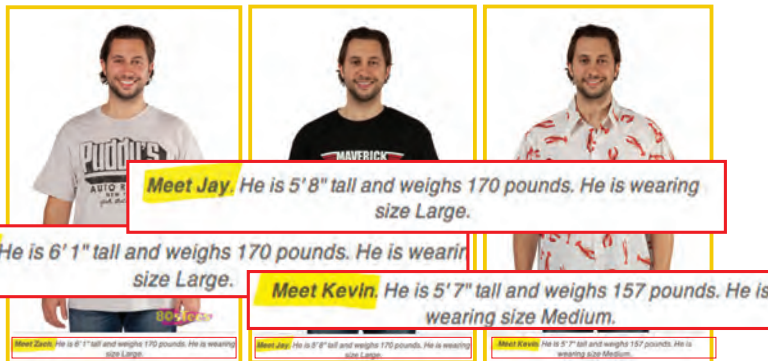 Puddy's
AUTO R
NEW
MAVERICK
Meet Jay. He is 5'8" tall and weighs 170 pounds. He is wearing
size Large.
He is 6'1" tall and weighs 170 pounds. He is wearin
size Large.
Meet Kevin. He is 5'7" tall and weighs 157 pounds. He is
wearing size Medium.
80sTees
Meet Zach. He is 6'1" tall and weighs 170 pounds. He is wearing
size Large.
Meet Jay. He is 5'8" tall and weighs 170 pounds. He is wearing
size Large.
Meet Kevin. He is 5'7" tall and weighs 157 pounds. He is
wearing size Medium.